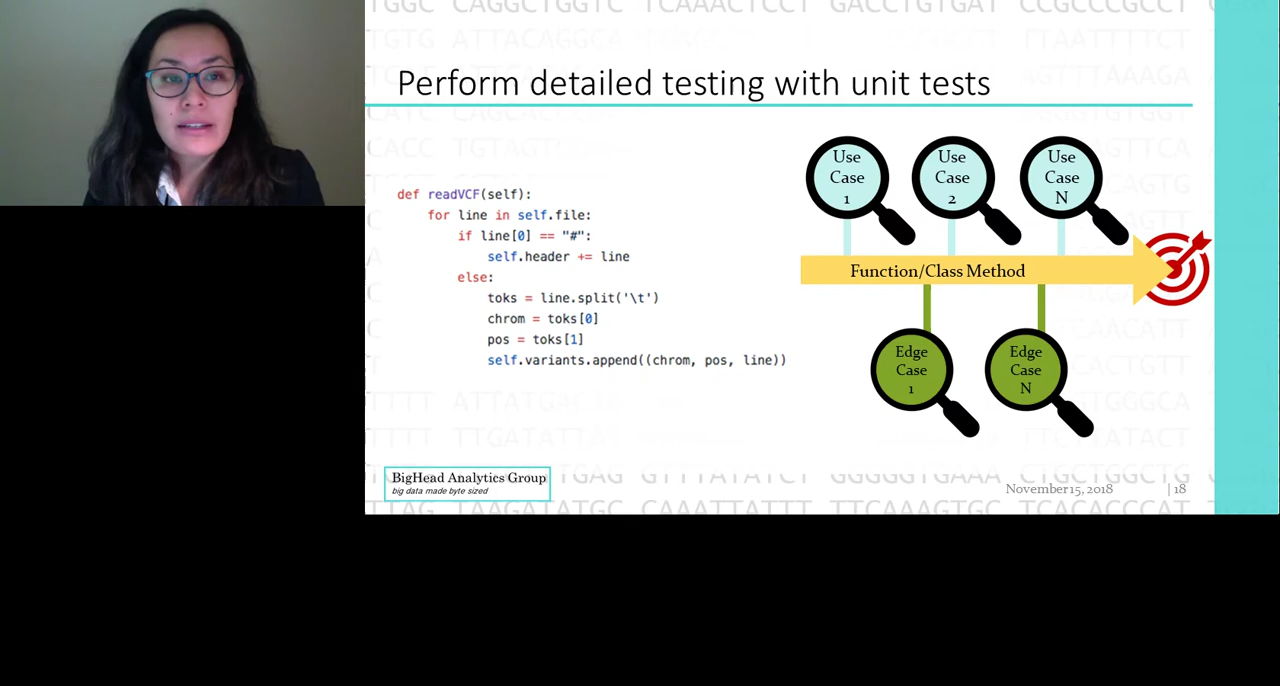 Perform detailed testing with unit tests
def readVCF(self):
    for line in self.file:
        if line[0] == "#":
            self.header += line
        else:
            toks = line.split('\t')
            chrom = toks[0]
            pos = toks[1]
            self.variants.append((chrom, pos, line))
Use
Case
1
Use
Case
2
Use
Case
N
Function/Class Method
Edge
Case
1
Edge
Case
N
BigHead Analytics Group
big data made byte sized
November 15, 2018
| 18